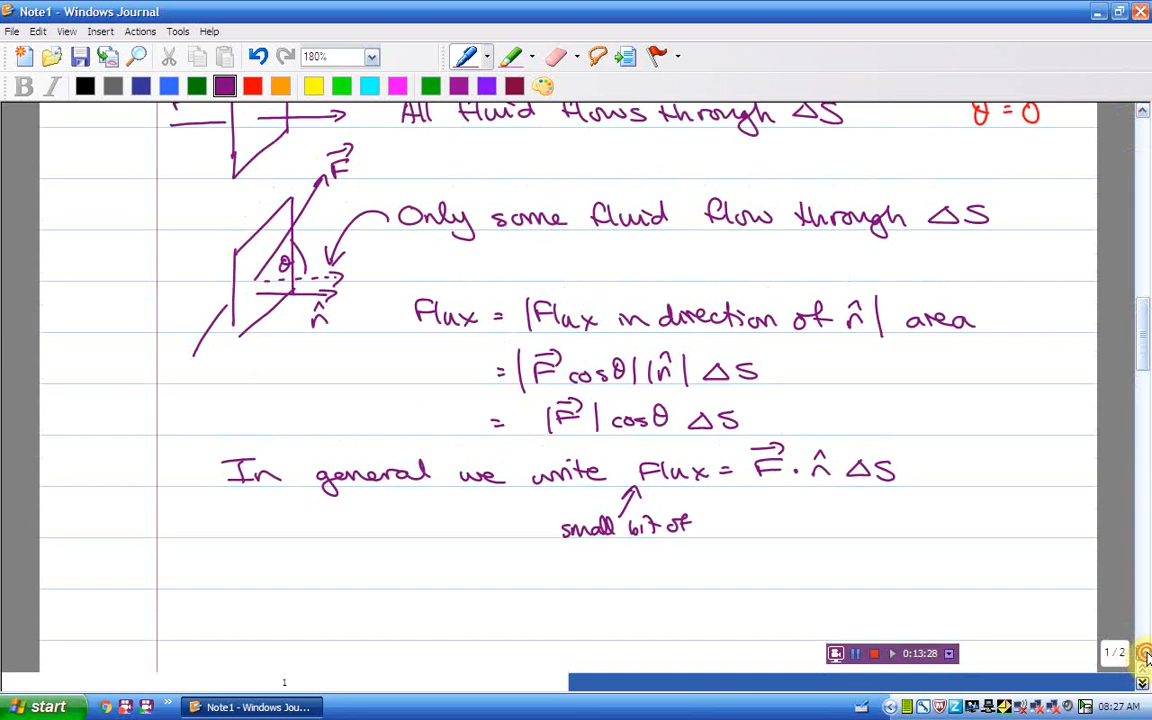 Note1 - Windows Journal
File Edit View Insert Actions Tools Help
180%
B I
All fluid flows through ΔS θ = 0
F⃗
Only some fluid flow through ΔS
θ
n̂
Flux = |Flux in direction of n̂| area
= |F⃗ cosθ| |n̂| ΔS
= |F⃗| cosθ ΔS
In general we write Flux = F⃗ · n̂ ΔS
small bit of
0:13:28
1 / 2
1
start Windows Jou... 08:27 AM